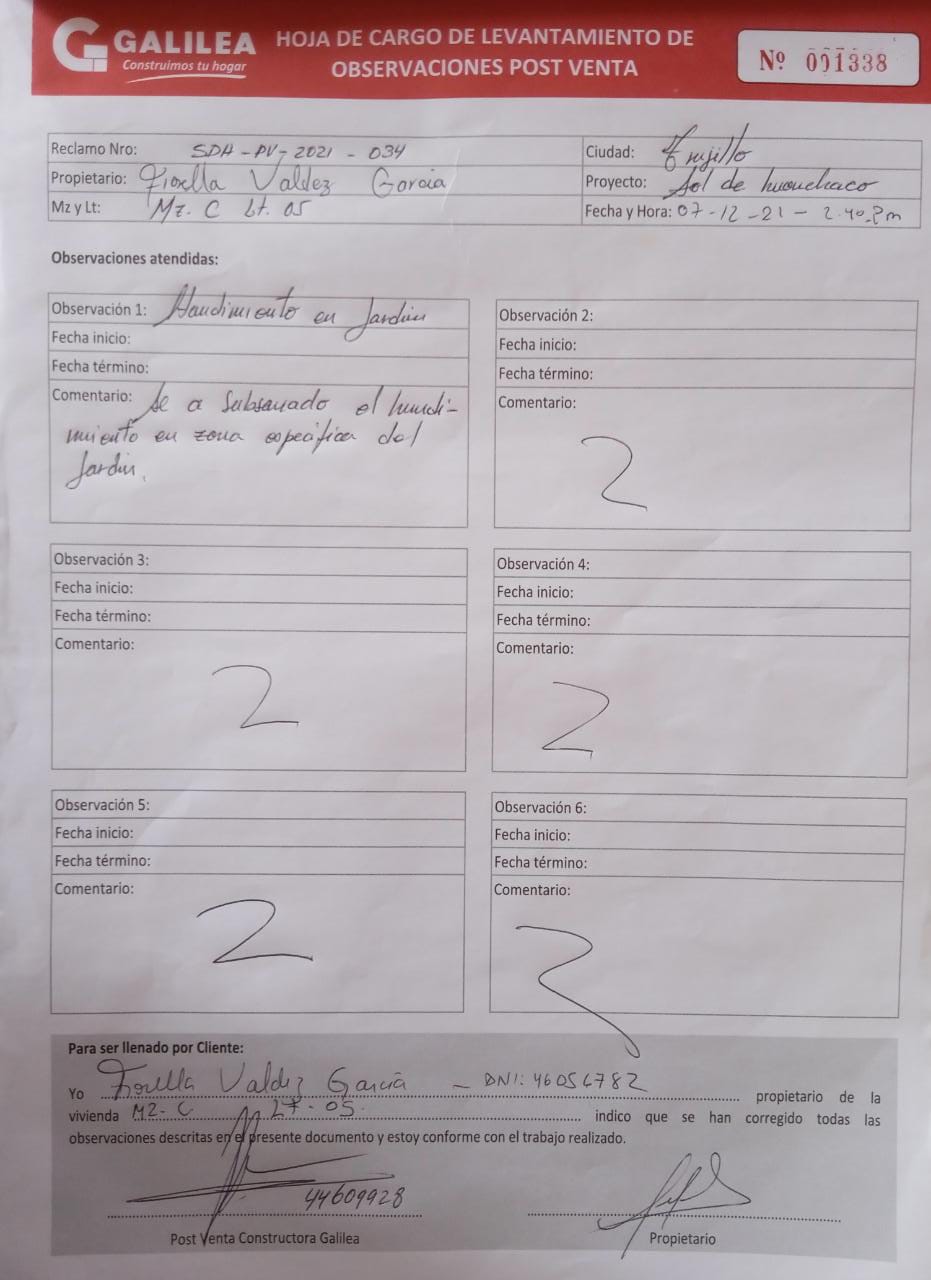 GALILEA
Construimos tu hogar
HOJA DE CARGO DE LEVANTAMIENTO DE
OBSERVACIONES POST VENTA
Nº 001338
Reclamo Nro: SDH-PV-2021-034
Ciudad: Trujillo
Propietario: Fiorella Valdez Garcia
Proyecto: Sol de huanchaco
Mz y Lt: Mz. C Lt. 05
Fecha y Hora: 07-12-21 - 2.40.Pm
Observaciones atendidas:
Observación 1: Hundimiento en Jardin
Fecha inicio:
Fecha término:
Comentario: Se a Subsanado el hundi-
miento en zona especifica del
Jardin.
Observación 2:
Fecha inicio:
Fecha término:
Comentario:
Observación 3:
Fecha inicio:
Fecha término:
Comentario:
Observación 4:
Fecha inicio:
Fecha término:
Comentario:
Observación 5:
Fecha inicio:
Fecha término:
Comentario:
Observación 6:
Fecha inicio:
Fecha término:
Comentario:
Para ser llenado por Cliente:
Yo Fiorella Valdez García - DNI: 46054782 propietario de la
vivienda MZ-C LT-05. indico que se han corregido todas las
observaciones descritas en el presente documento y estoy conforme con el trabajo realizado.
44609928
Post Venta Constructora Galilea
Propietario